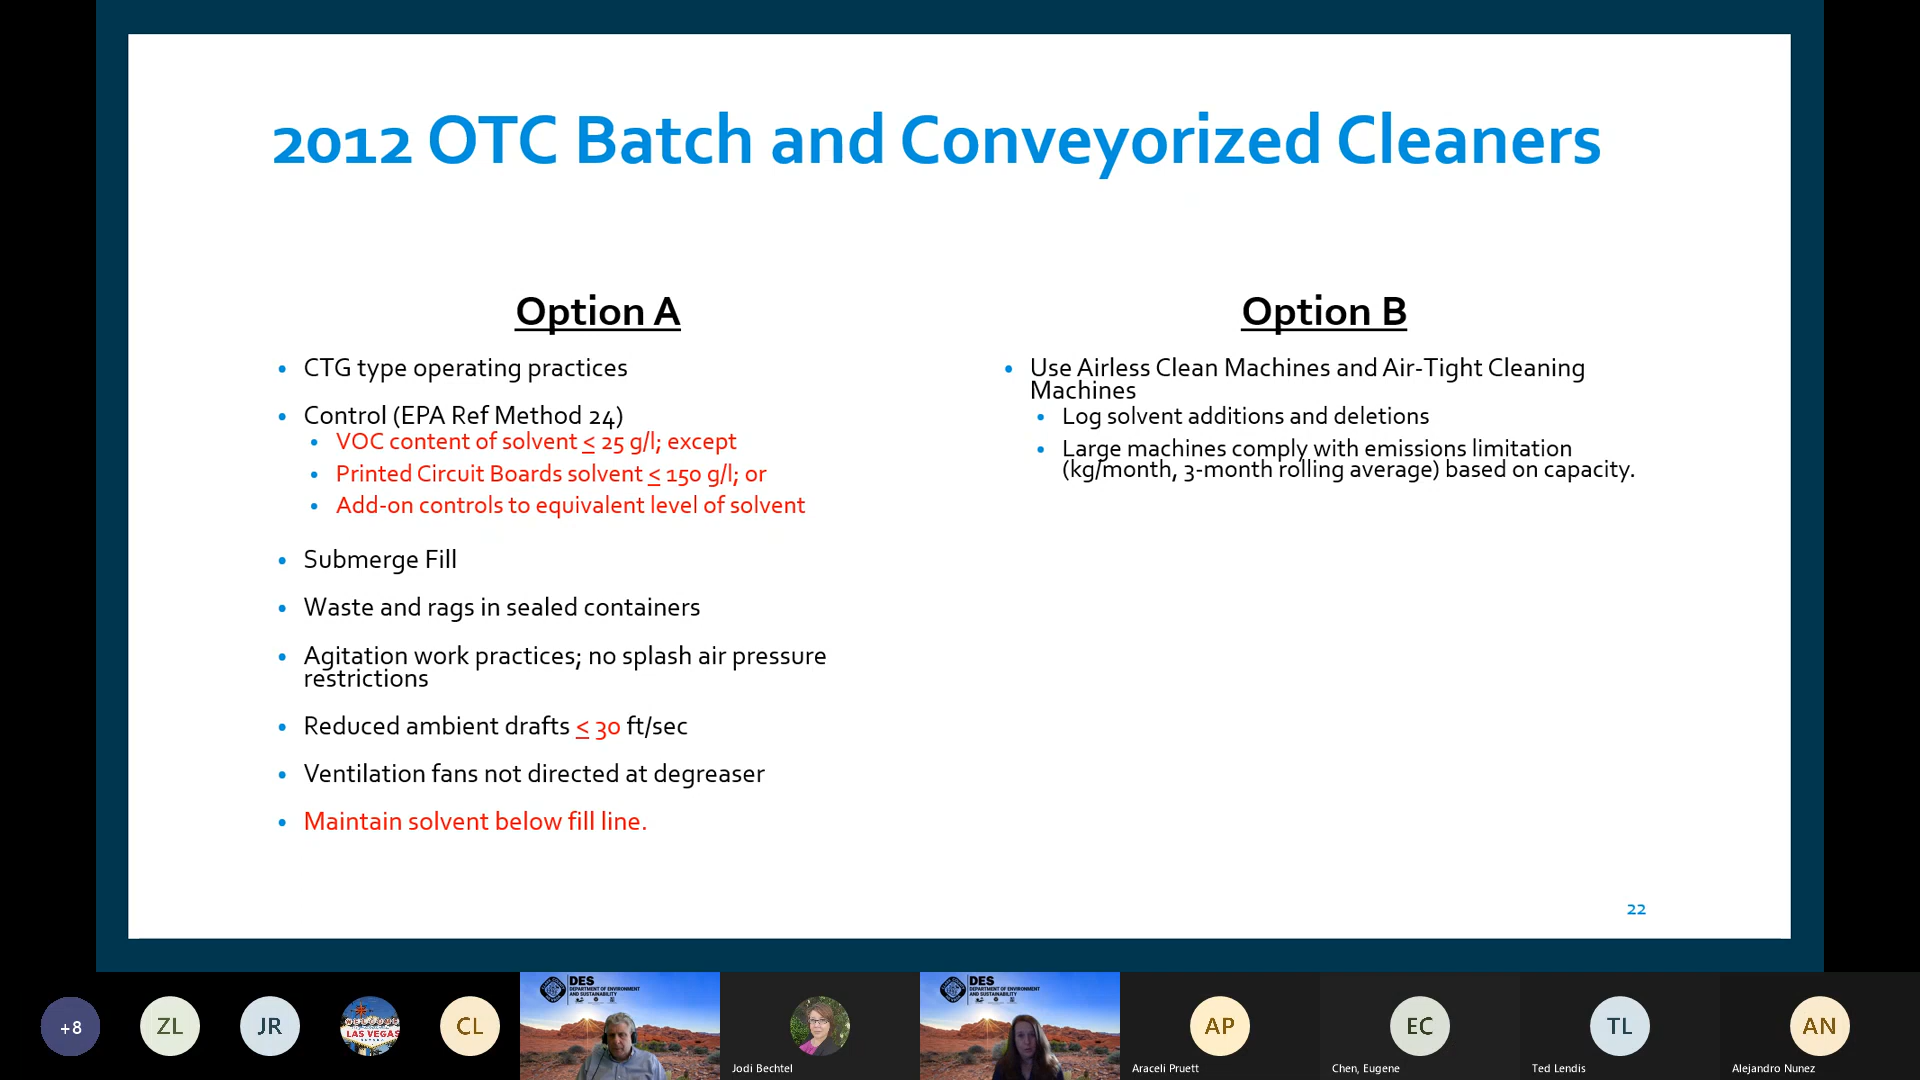 2012 OTC Batch and Conveyorized Cleaners
Option A
• CTG type operating practices
• Control (EPA Ref Method 24)
• VOC content of solvent ≤ 25 g/l; except
• Printed Circuit Boards solvent ≤ 150 g/l; or
• Add-on controls to equivalent level of solvent
• Submerge Fill
• Waste and rags in sealed containers
• Agitation work practices; no splash air pressure
restrictions
• Reduced ambient drafts ≤ 30 ft/sec
• Ventilation fans not directed at degreaser
• Maintain solvent below fill line.
Option B
• Use Airless Clean Machines and Air-Tight Cleaning
Machines
• Log solvent additions and deletions
• Large machines comply with emissions limitation
(kg/month, 3-month rolling average) based on capacity.
22
+8
ZL
JR
LAS VEGAS
CL
DES
DEPARTMENT OF ENVIRONMENT
AND SUSTAINABILITY
Jodi Bechtel
DES
DEPARTMENT OF ENVIRONMENT
AND SUSTAINABILITY
AP
Araceli Pruett
EC
Chen, Eugene
TL
Ted Lendis
AN
Alejandro Nunez